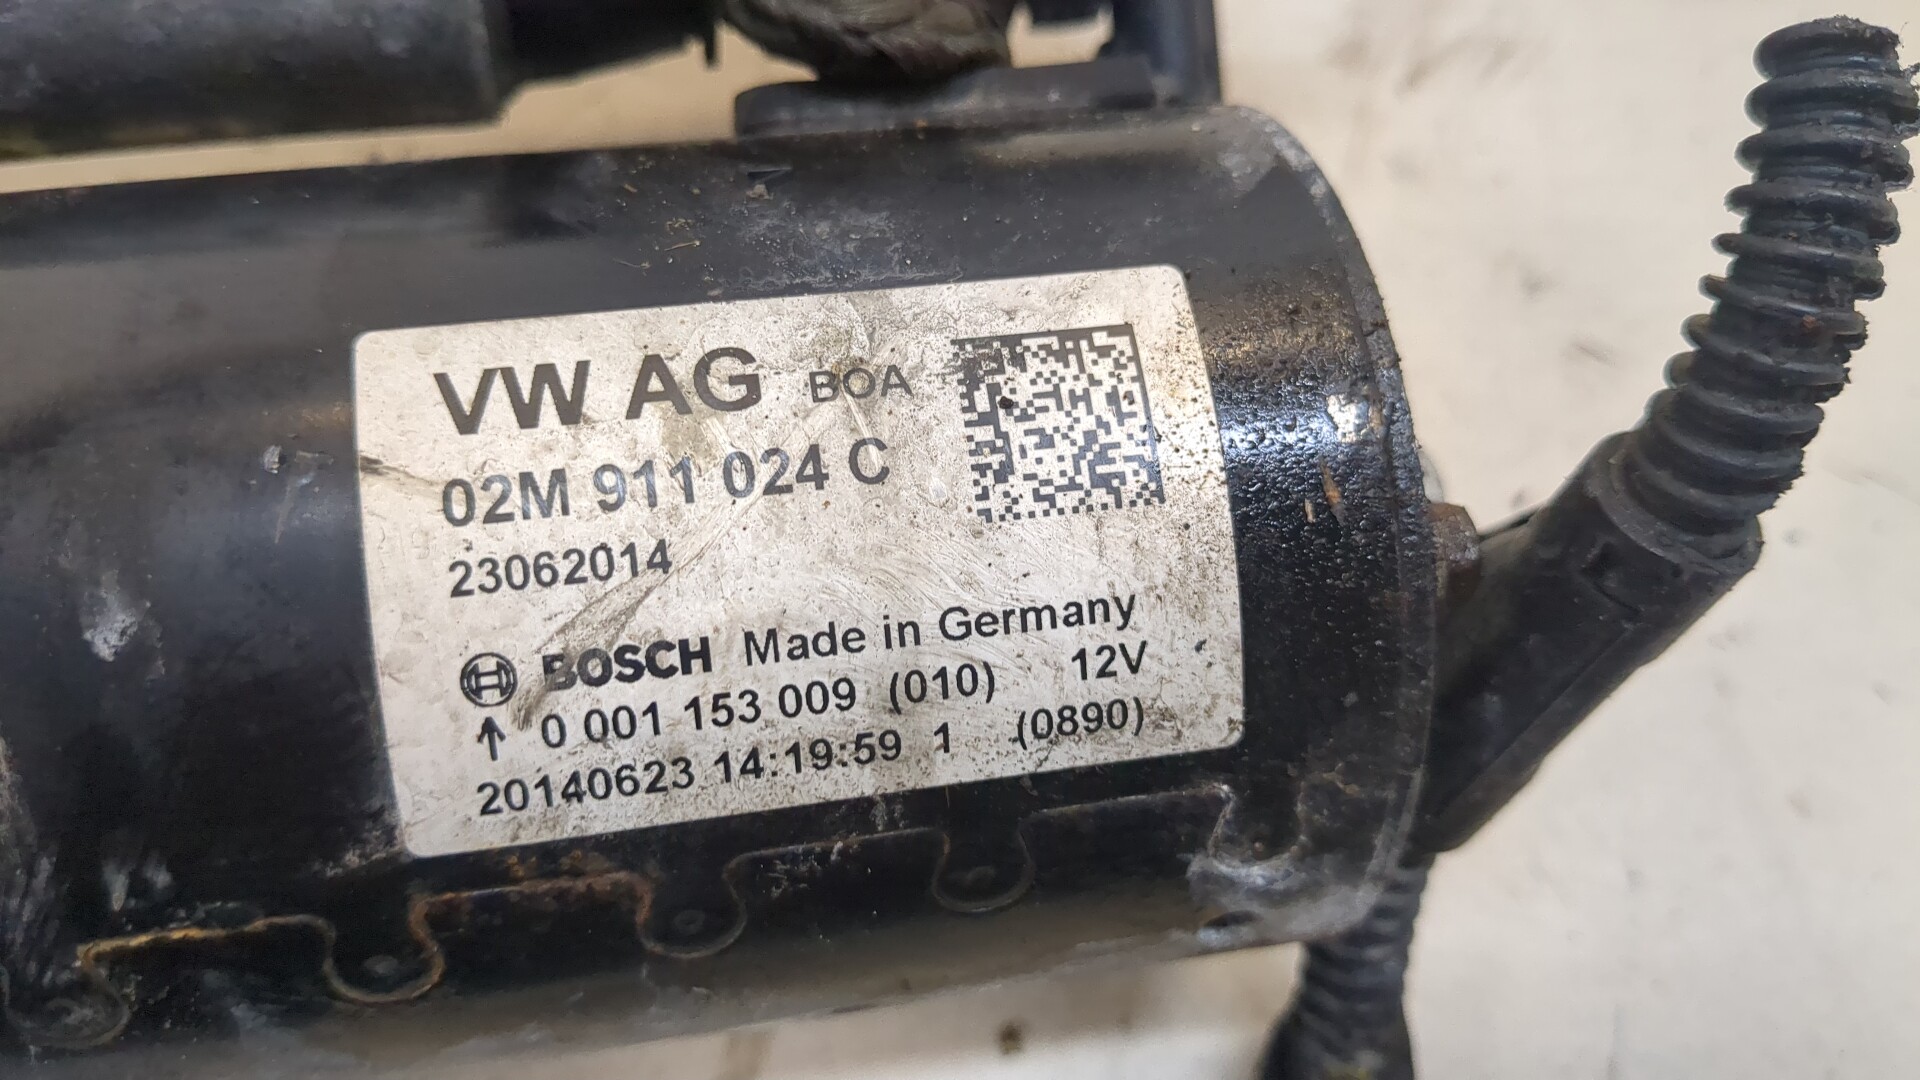 VW AG BOA
02M 911 024 C
23062014
BOSCH Made in Germany
↑ 0 001 153 009 (010) 12V
20140623 14:19:59 1 (0890)